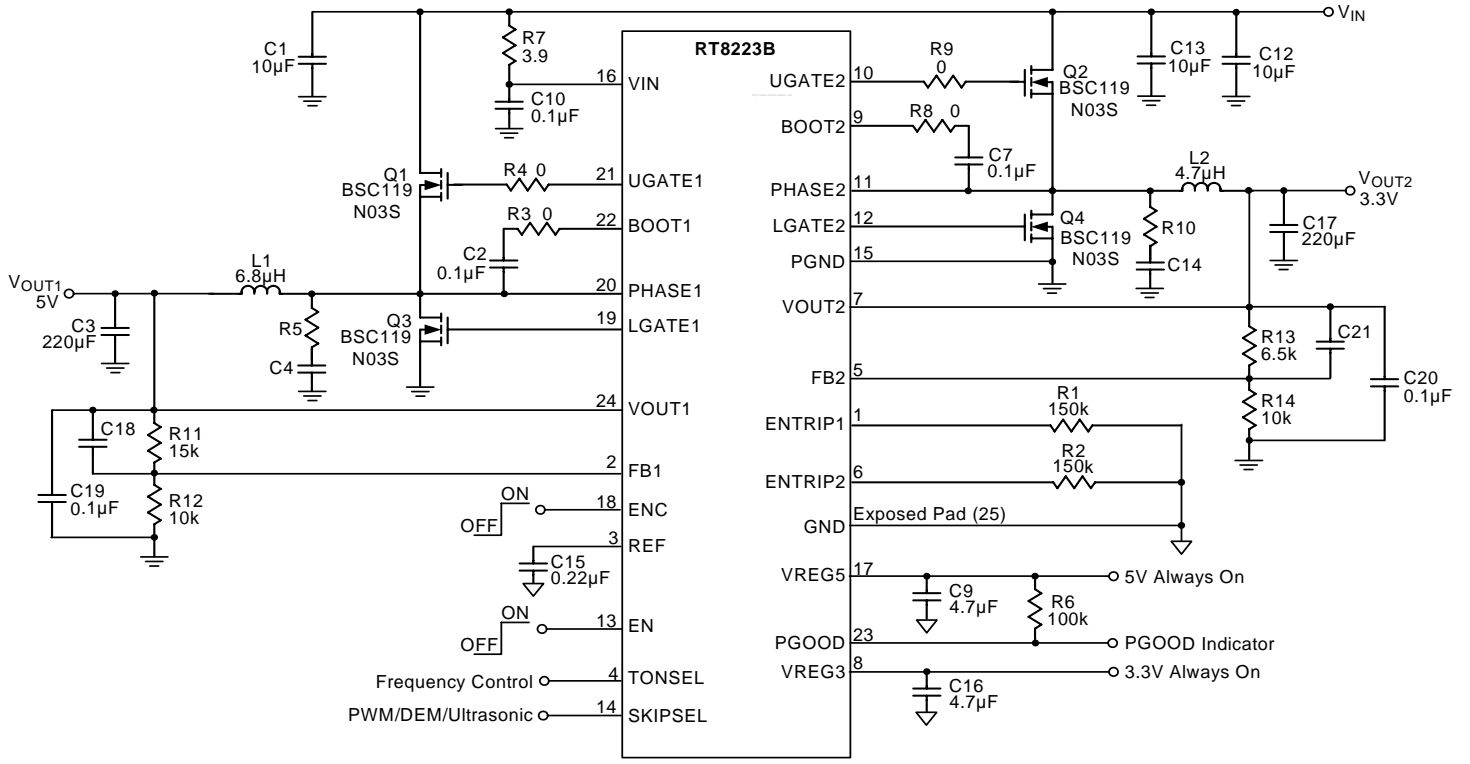 VIN
C1
10µF
R7
3.9
RT8223B
R9
0
C13
10µF
C12
10µF
16
VIN
UGATE2
10
Q2
BSC119
N03S
C10
0.1µF
BOOT2
9
R8 0
C7
0.1µF
Q1
BSC119
N03S
R4 0
21
UGATE1
PHASE2
11
L2
4.7µH
VOUT2
3.3V
R3 0
22
BOOT1
LGATE2
12
Q4
BSC119
N03S
R10
C17
220µF
C2
0.1µF
PGND
15
C14
L1
6.8µH
VOUT1
5V
20
PHASE1
VOUT2
7
C3
220µF
R5
C4
Q3
BSC119
N03S
19
LGATE1
R13
6.5k
C21
FB2
5
C20
0.1µF
24
VOUT1
ENTRIP1
1
R1
150k
R14
10k
C18
R11
15k
2
FB1
ENTRIP2
6
R2
150k
C19
0.1µF
R12
10k
ON
OFF
18
ENC
GND
Exposed Pad (25)
3
REF
C15
0.22µF
VREG5
17
5V Always On
C9
4.7µF
R6
100k
ON
OFF
13
EN
PGOOD
23
PGOOD Indicator
Frequency Control
4
TONSEL
VREG3
8
3.3V Always On
C16
4.7µF
PWM/DEM/Ultrasonic
14
SKIPSEL